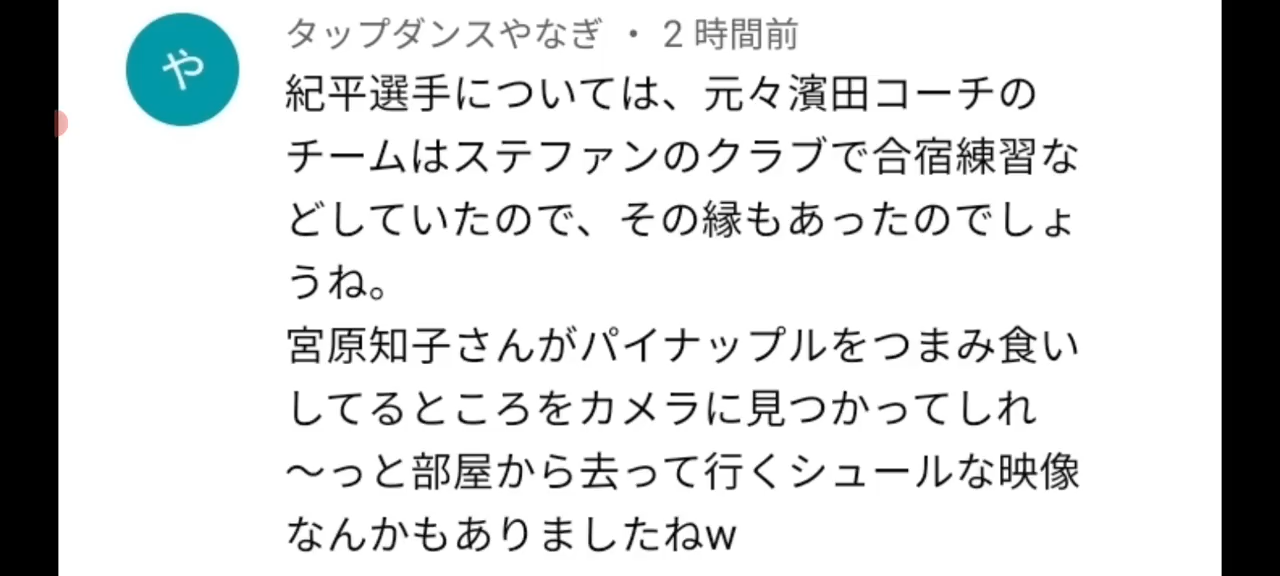 タップダンスやなぎ ・ 2 時間前
や
紀平選手については、元々濱田コーチの
チームはステファンのクラブで合宿練習な
どしていたので、その縁もあったのでしょ
うね。
宮原知子さんがパイナップルをつまみ食い
してるところをカメラに見つかってしれ
〜っと部屋から去って行くシュールな映像
なんかもありましたねw